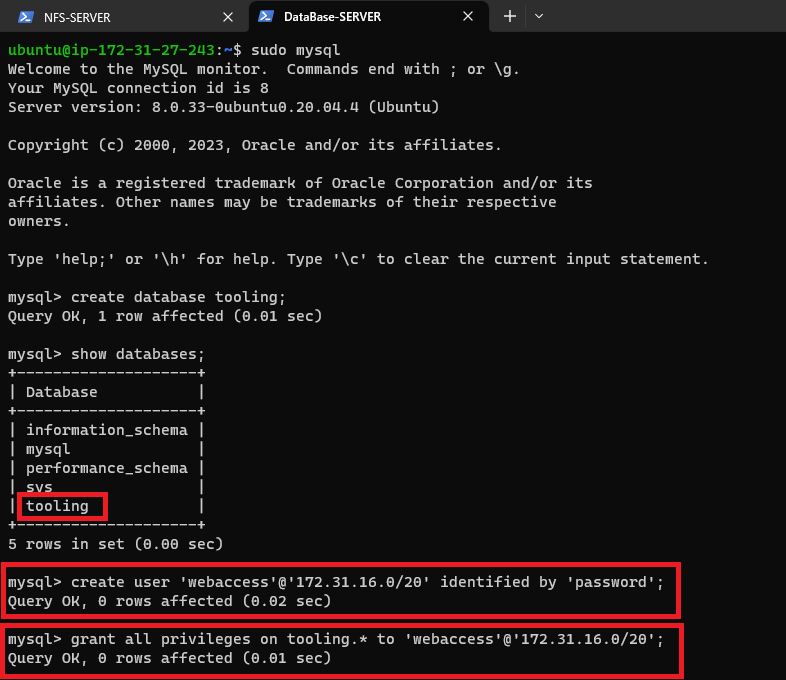 NFS-SERVER
DataBase-SERVER
ubuntu@ip-172-31-27-243:~$ sudo mysql
Welcome to the MySQL monitor.  Commands end with ; or \g.
Your MySQL connection id is 8
Server version: 8.0.33-0ubuntu0.20.04.4 (Ubuntu)
Copyright (c) 2000, 2023, Oracle and/or its affiliates.
Oracle is a registered trademark of Oracle Corporation and/or its
affiliates. Other names may be trademarks of their respective
owners.
Type 'help;' or '\h' for help. Type '\c' to clear the current input statement.
mysql> create database tooling;
Query OK, 1 row affected (0.01 sec)
mysql> show databases;
+--------------------+
| Database           |
+--------------------+
| information_schema |
| mysql              |
| performance_schema |
| sys                |
| tooling            |
+--------------------+
5 rows in set (0.00 sec)
mysql> create user 'webaccess'@'172.31.16.0/20' identified by 'password';
Query OK, 0 rows affected (0.02 sec)
mysql> grant all privileges on tooling.* to 'webaccess'@'172.31.16.0/20';
Query OK, 0 rows affected (0.01 sec)